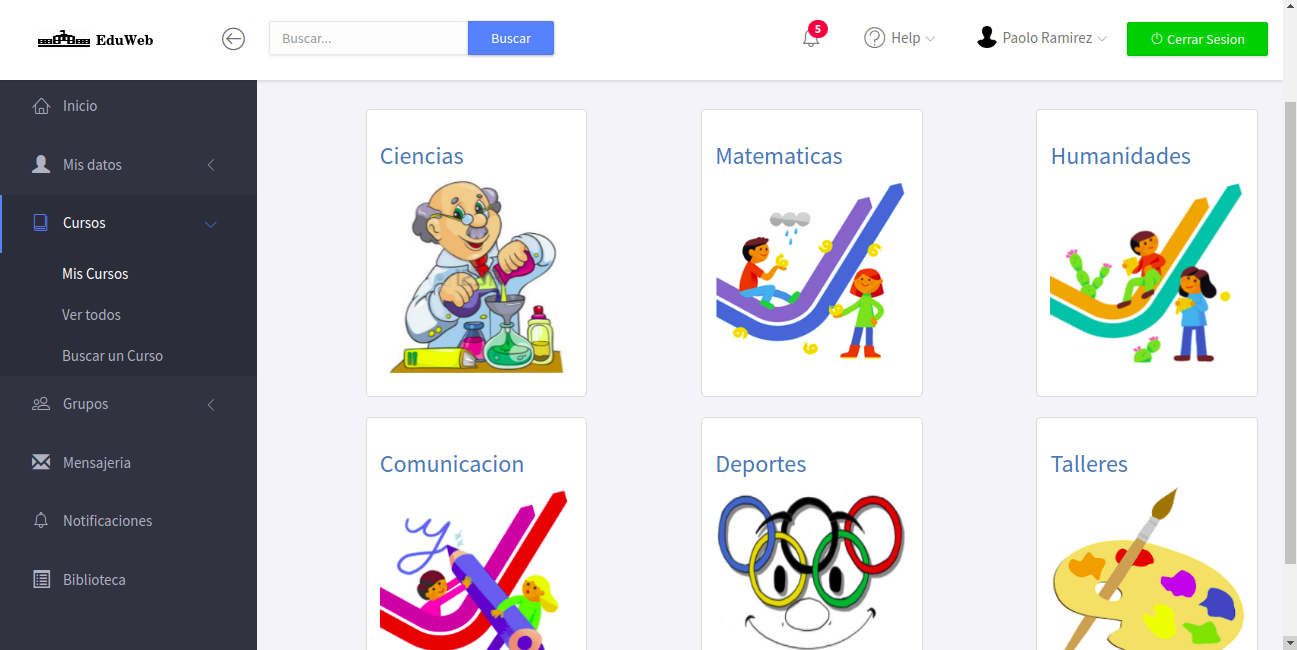 EduWeb
Buscar...
Buscar
5
Help
Paolo Ramirez
Cerrar Sesion
Inicio
Mis datos
Cursos
Mis Cursos
Ver todos
Buscar un Curso
Grupos
Mensajeria
Notificaciones
Biblioteca
Ciencias
Matematicas
Humanidades
Comunicacion
Deportes
Talleres